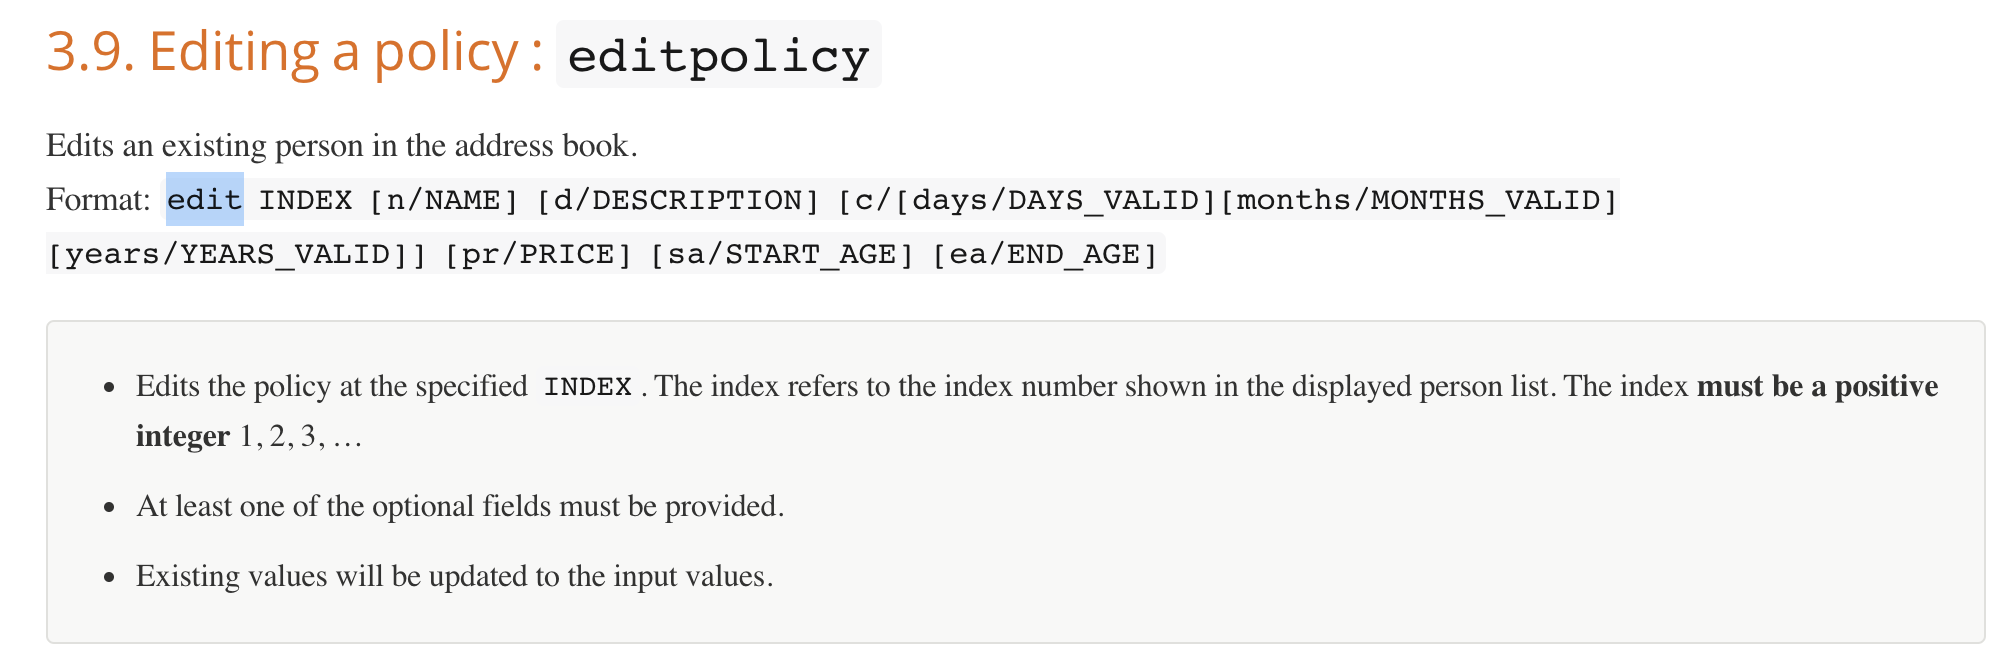 3.9. Editing a policy : editpolicy
Edits an existing person in the address book.
Format: edit INDEX [n/NAME] [d/DESCRIPTION] [c/[days/DAYS_VALID][months/MONTHS_VALID]
[years/YEARS_VALID]] [pr/PRICE] [sa/START_AGE] [ea/END_AGE]
• Edits the policy at the specified INDEX . The index refers to the index number shown in the displayed person list. The index must be a positive
integer 1, 2, 3, …
• At least one of the optional fields must be provided.
• Existing values will be updated to the input values.